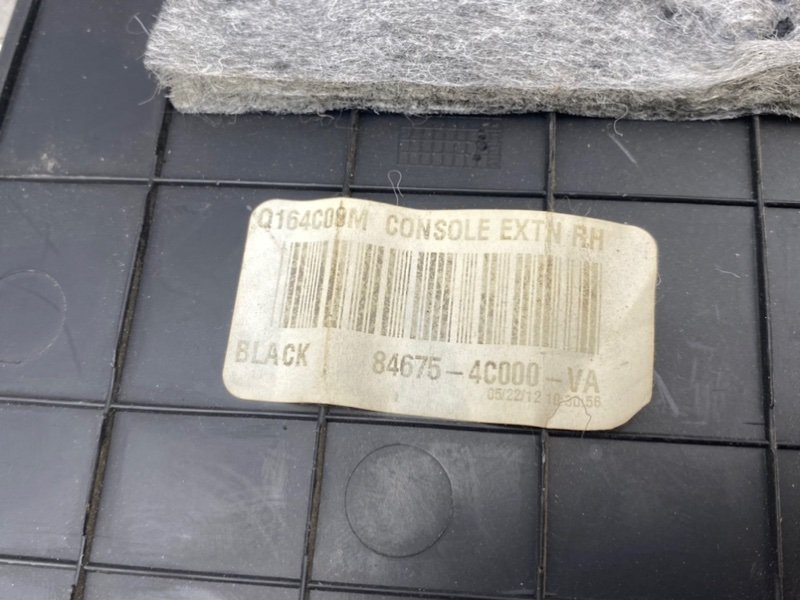 Q164C09M CONSOLE EXTN RH
BLACK 84675-4C000-VA
05/22/12 10:30:56